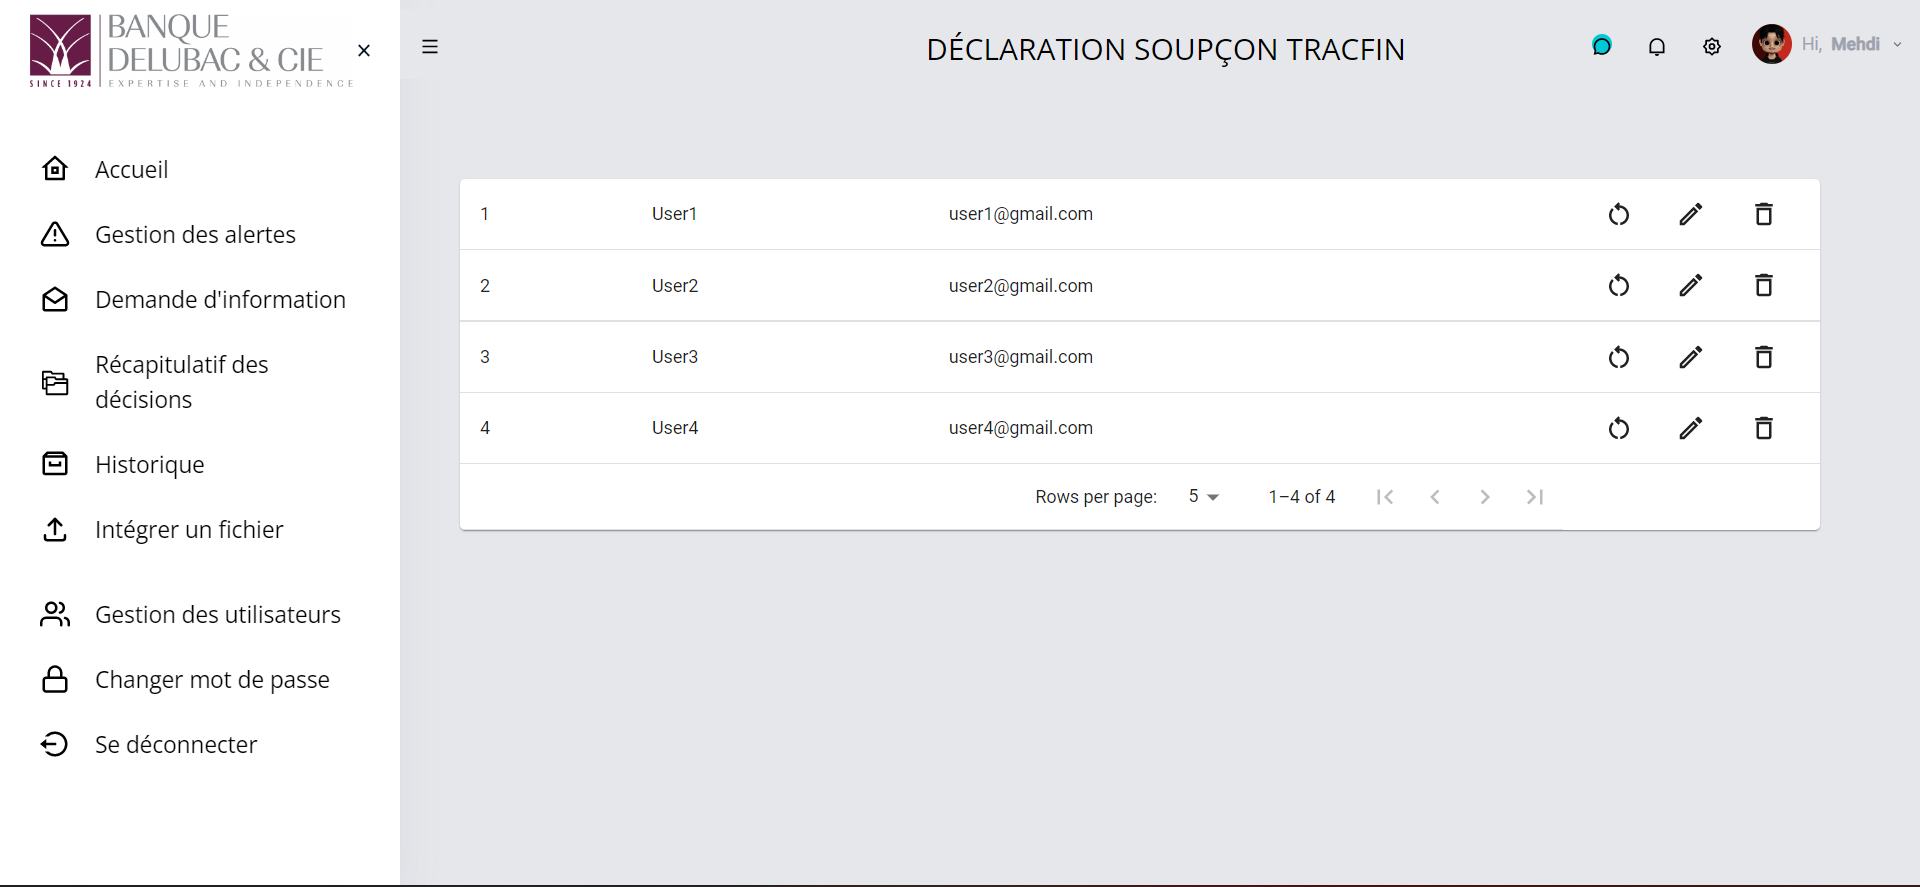 BANQUE
DELUBAC & CIE
SINCE 1924 EXPERTISE AND INDEPENDENCE
DÉCLARATION SOUPÇON TRACFIN
Hi, Mehdi
Accueil
Gestion des alertes
Demande d'information
Récapitulatif des
décisions
Historique
Intégrer un fichier
Gestion des utilisateurs
Changer mot de passe
Se déconnecter
1 User1 user1@gmail.com
2 User2 user2@gmail.com
3 User3 user3@gmail.com
4 User4 user4@gmail.com
Rows per page: 5 1–4 of 4